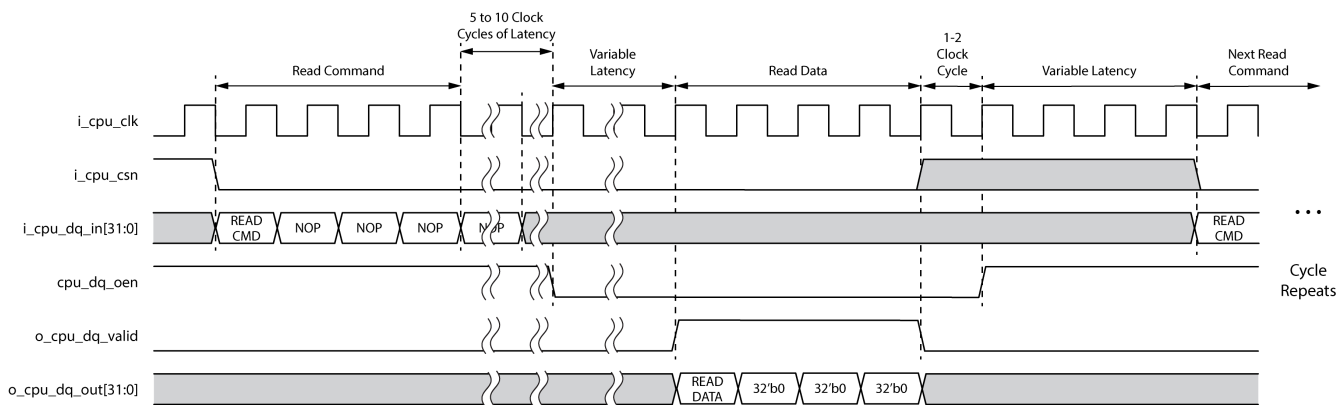 5 to 10 Clock
Cycles of Latency
1-2
Clock
Cycle
Variable
Latency
Next Read
Command
Read Command
Read Data
Variable Latency
i_cpu_clk
i_cpu_csn
i_cpu_dq_in[31:0]
READ
CMD
NOP
NOP
NOP
NOP
READ
CMD
...
cpu_dq_oen
Cycle
Repeats
o_cpu_dq_valid
o_cpu_dq_out[31:0]
READ
DATA
32'b0
32'b0
32'b0